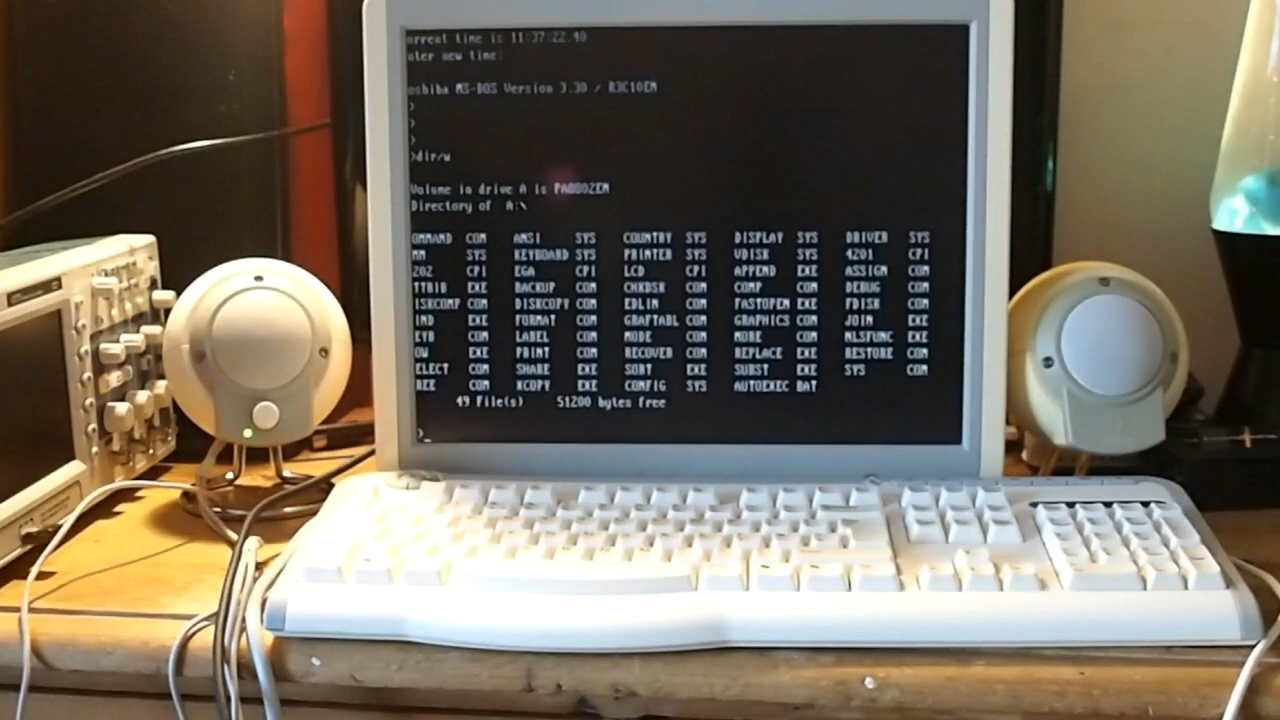 urrent time is 11:37:22.40
nter new time:
oshiba MS-DOS Version 3.30 / R3C10EN
>
>
>
>dir/w
Volume in drive A is
Directory of A:\
OMMAND COM ANSI SYS COUNTRY SYS DISPLAY SYS DRIVER SYS
MM SYS KEYBOARD SYS PRINTER SYS VDISK SYS 4201 CPI
202 CPI EGA CPI LCD CPI APPEND EXE ASSIGN COM
TTRIB EXE BACKUP COM CHKDSK COM COMP COM DEBUG COM
ISKCOMP COM DISKCOPY COM EDLIN COM FASTOPEN EXE FDISK COM
IND EXE FORMAT COM GRAFTABL COM GRAPHICS COM JOIN EXE
EYB COM LABEL COM MODE COM MORE COM NLSFUNC EXE
OW EXE PRINT COM RECOVER COM REPLACE EXE RESTORE COM
ELECT COM SHARE EXE SORT EXE SUBST EXE SYS COM
REE COM XCOPY EXE CONFIG SYS AUTOEXEC BAT
49 File(s) 51200 bytes free
>_